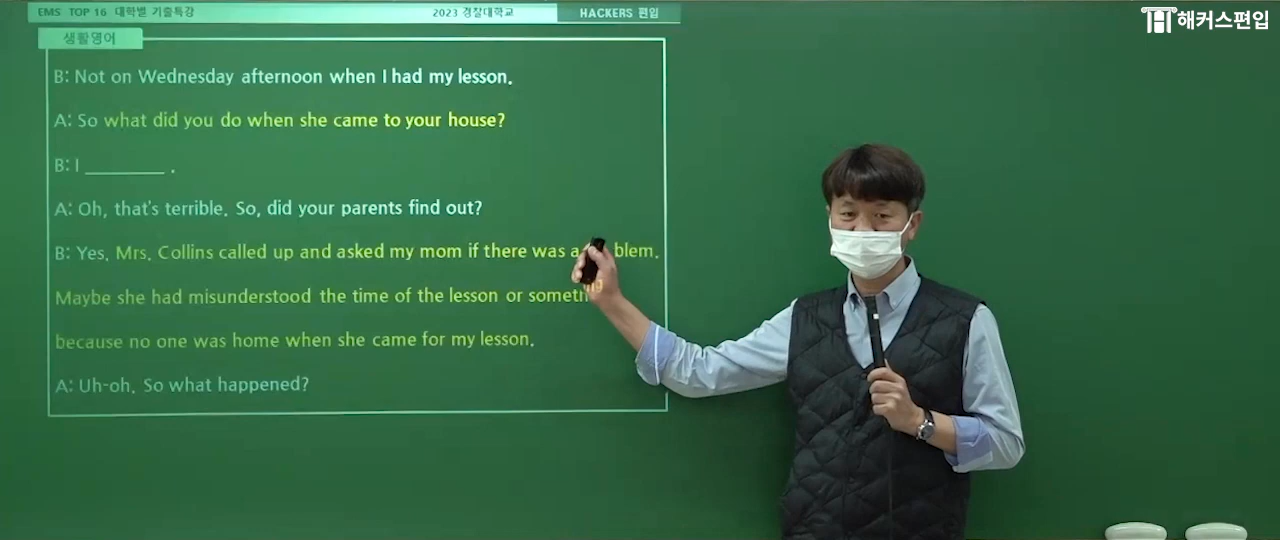 EMS TOP 16 대학별 기출특강
2023 경찰대학교
HACKERS 편입
해커스편입
생활영어
B: Not on Wednesday afternoon when I had my lesson.
A: So what did you do when she came to your house?
B: I ________ .
A: Oh, that's terrible. So, did your parents find out?
B: Yes. Mrs. Collins called up and asked my mom if there was a blem.
Maybe she had misunderstood the time of the lesson or something
because no one was home when she came for my lesson.
A: Uh-oh. So what happened?